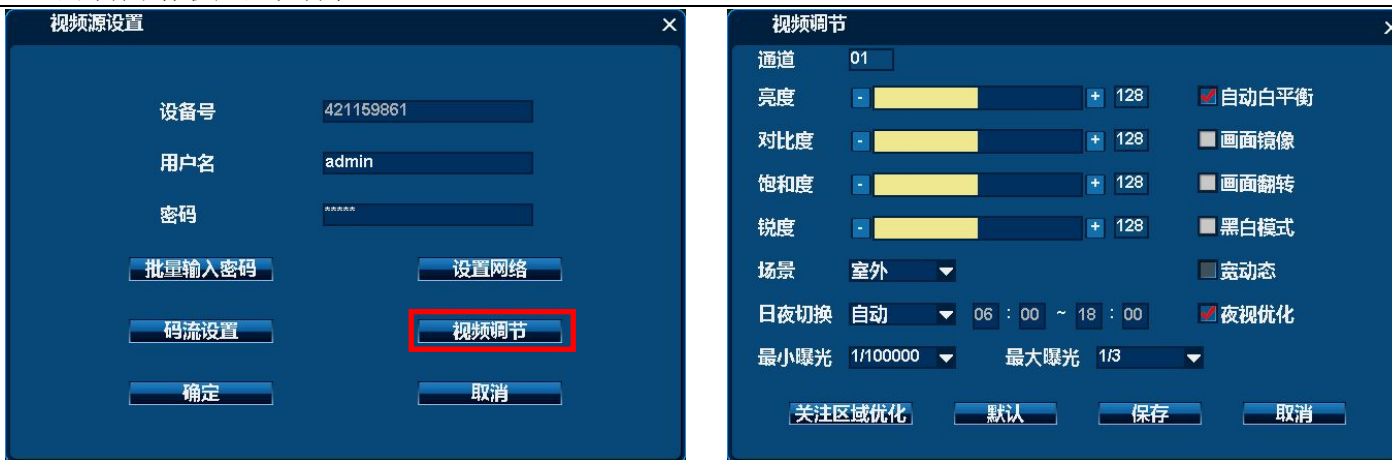 视频源设置
设备号 421159861
用户名 admin
密码 *****
批量输入密码 设置网络
码流设置 视频调节
确定 取消
视频调节
通道 01
亮度 - + 128 自动白平衡
对比度 - + 128 画面镜像
饱和度 - + 128 画面翻转
锐度 - + 128 黑白模式
场景 室外 宽动态
日夜切换 自动 06 : 00 ~ 18 : 00 夜视优化
最小曝光 1/100000 最大曝光 1/3
关注区域优化 默认 保存 取消